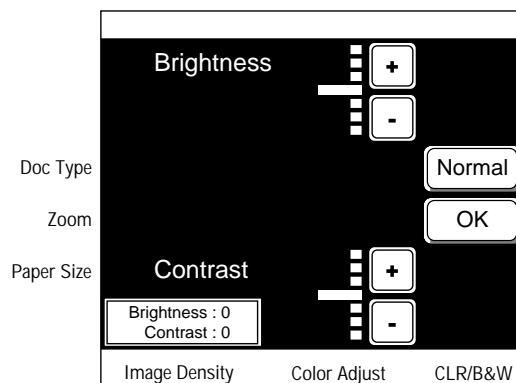 Brightness
+
-
Doc Type
Normal
Zoom
OK
Paper Size
Contrast
+
-
Brightness : 0
Contrast : 0
Image Density Color Adjust CLR/B&W